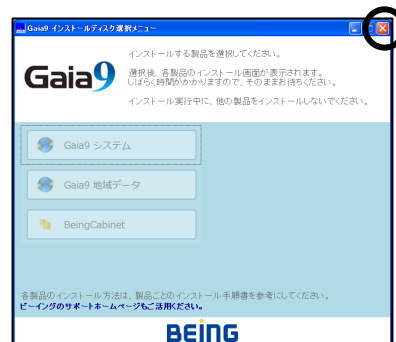 Gaia9 インストールディスク選択メニュー
インストールする製品を選択してください。
Gaia9
選択後、各製品のインストール画面が表示されます。
しばらく時間がかかりますので、そのままお待ちください。
インストール実行中に、他の製品をインストールしないでください。
Gaia9 システム
Gaia9 地域データ
BeingCabinet
各製品のインストール方法は、製品ごとのインストール手順書を参考にしてください。
ビーイングのサポートホームページもご活用ください。
BEING